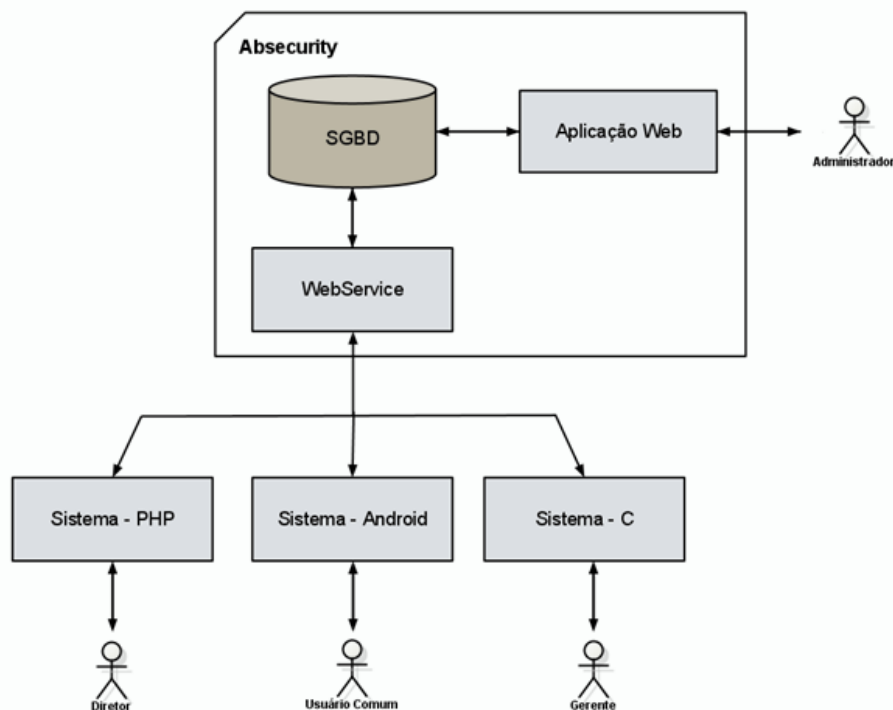 Absecurity
SGBD
Aplicação Web
Administrador
WebService
Sistema - PHP
Sistema - Android
Sistema - C
Diretor
Usuário Comum
Gerente